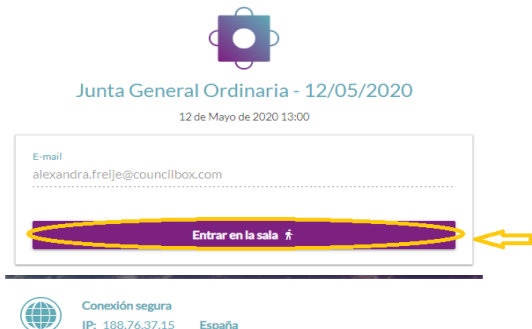 Junta General Ordinaria - 12/05/2020
12 de Mayo de 2020 13:00
E-mail
alexandra.freije@councilbox.com
Entrar en la sala
Conexión segura
IP: 188.76.37.15 España